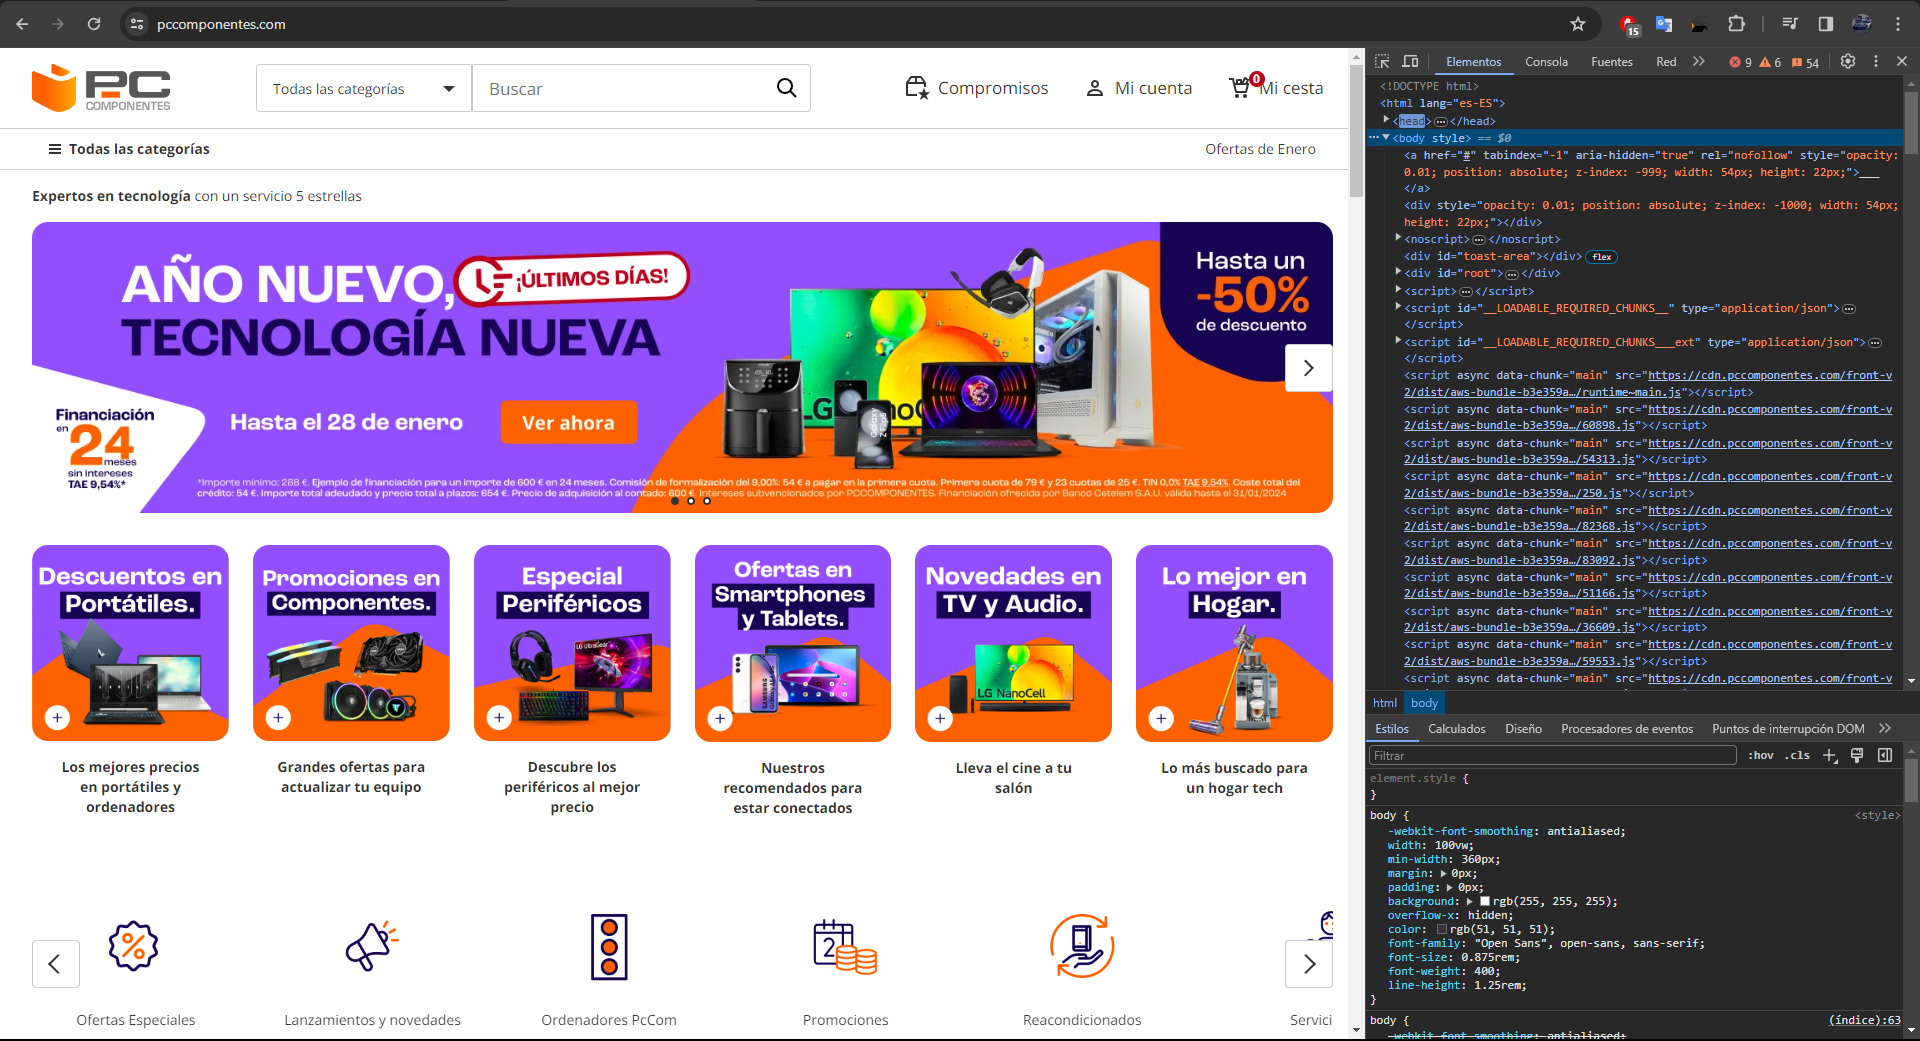 pccomponentes.com
15
PC
COMPONENTES
Todas las categorías
Buscar
Compromisos
Mi cuenta
0
Mi cesta
Todas las categorías
Ofertas de Enero
Expertos en tecnología con un servicio 5 estrellas
AÑO NUEVO,
¡ÚLTIMOS DÍAS!
TECNOLOGÍA NUEVA
Hasta un
-50%
de descuento
Financiación
en
24
meses
sin intereses
TAE 9,54%*
Hasta el 28 de enero
Ver ahora
LG NanoCell
Galaxy
Z Flip5
*Importe mínimo: 288 €. Ejemplo de financiación para un importe de 600 € en 24 meses. Comisión de formalización del 9,00%: 54 € a pagar en la primera cuota. Primera cuota de 79 € y 23 cuotas de 25 €. TIN 0,0% TAE 9,54%. Coste total del
crédito: 54 €. Importe total adeudado y precio total a plazos: 654 €. Precio de adquisición al contado: 600 €. Intereses subvencionados por PCCOMPONENTES. Financiación ofrecida por Banco Cetelem S.A.U. válida hasta el 31/01/2024
Descuentos en
Portátiles.
Promociones en
Componentes.
Especial
Periféricos
LG UltraGear
Ofertas en
Smartphones
y Tablets.
SAMSUNG
Novedades en
TV y Audio.
LG NanoCell
Lo mejor en
Hogar.
Los mejores precios
en portátiles y
ordenadores
Grandes ofertas para
actualizar tu equipo
Descubre los
periféricos al mejor
precio
Nuestros
recomendados para
estar conectados
Lleva el cine a tu
salón
Lo más buscado para
un hogar tech
2
Ofertas Especiales
Lanzamientos y novedades
Ordenadores PcCom
Promociones
Reacondicionados
Servici
Elementos
Consola
Fuentes
Red
9
6
54
<!DOCTYPE html>
<html lang="es-ES">
<head> </head>
<body style> == $0
<a href="#" tabindex="-1" aria-hidden="true" rel="nofollow" style="opacity:
0.01; position: absolute; z-index: -999; width: 54px; height: 22px;">___
</a>
<div style="opacity: 0.01; position: absolute; z-index: -1000; width: 54px;
height: 22px;"></div>
<noscript> </noscript>
<div id="toast-area"></div> flex
<div id="root"> </div>
<script> </script>
<script id="__LOADABLE_REQUIRED_CHUNKS__" type="application/json">
</script>
<script id="__LOADABLE_REQUIRED_CHUNKS___ext" type="application/json">
</script>
<script async data-chunk="main" src="https://cdn.pccomponentes.com/front-v
2/dist/aws-bundle-b3e359a…/runtime~main.js"></script>
<script async data-chunk="main" src="https://cdn.pccomponentes.com/front-v
2/dist/aws-bundle-b3e359a…/60898.js"></script>
<script async data-chunk="main" src="https://cdn.pccomponentes.com/front-v
2/dist/aws-bundle-b3e359a…/54313.js"></script>
<script async data-chunk="main" src="https://cdn.pccomponentes.com/front-v
2/dist/aws-bundle-b3e359a…/250.js"></script>
<script async data-chunk="main" src="https://cdn.pccomponentes.com/front-v
2/dist/aws-bundle-b3e359a…/82368.js"></script>
<script async data-chunk="main" src="https://cdn.pccomponentes.com/front-v
2/dist/aws-bundle-b3e359a…/83092.js"></script>
<script async data-chunk="main" src="https://cdn.pccomponentes.com/front-v
2/dist/aws-bundle-b3e359a…/51166.js"></script>
<script async data-chunk="main" src="https://cdn.pccomponentes.com/front-v
2/dist/aws-bundle-b3e359a…/36609.js"></script>
<script async data-chunk="main" src="https://cdn.pccomponentes.com/front-v
2/dist/aws-bundle-b3e359a…/59553.js"></script>
<script async data-chunk="main" src="https://cdn.pccomponentes.com/front-v
html
body
Estilos
Calculados
Diseño
Procesadores de eventos
Puntos de interrupción DOM
Filtrar
:hov
.cls
element.style {
}
body {
<style>
-webkit-font-smoothing: antialiased;
width: 100vw;
min-width: 360px;
margin: 0px;
padding: 0px;
background: rgb(255, 255, 255);
overflow-x: hidden;
color: rgb(51, 51, 51);
font-family: "Open Sans", open-sans, sans-serif;
font-size: 0.875rem;
font-weight: 400;
line-height: 1.25rem;
}
body {
(índice):63
-webkit-font-smoothing: antialiased;